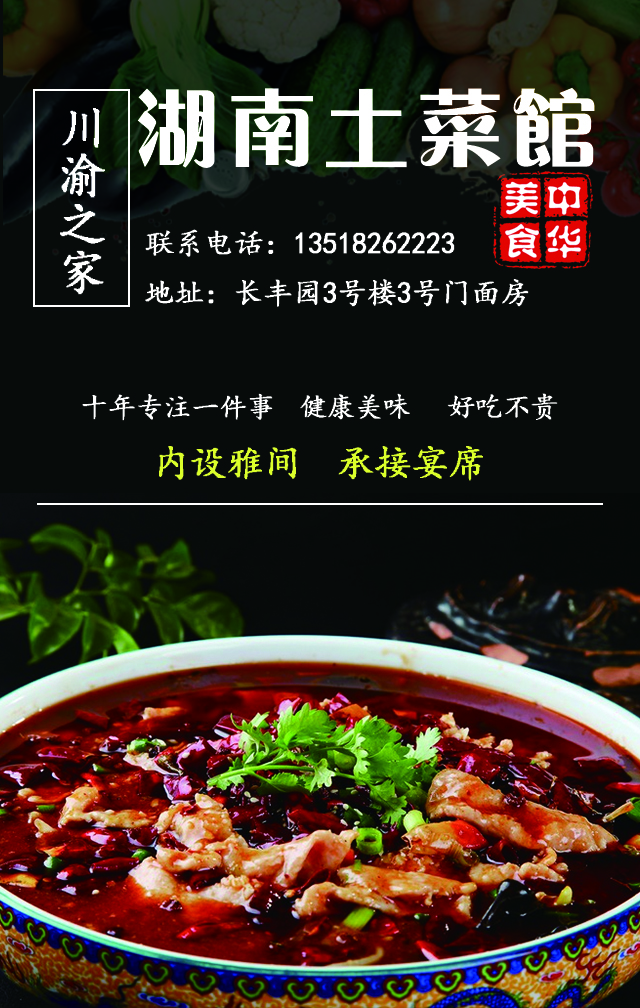 川渝之家
湖南土菜館
中华
美食
联系电话：13518262223
地址：长丰园3号楼3号门面房
十年专注一件事 健康美味 好吃不贵
内设雅间 承接宴席